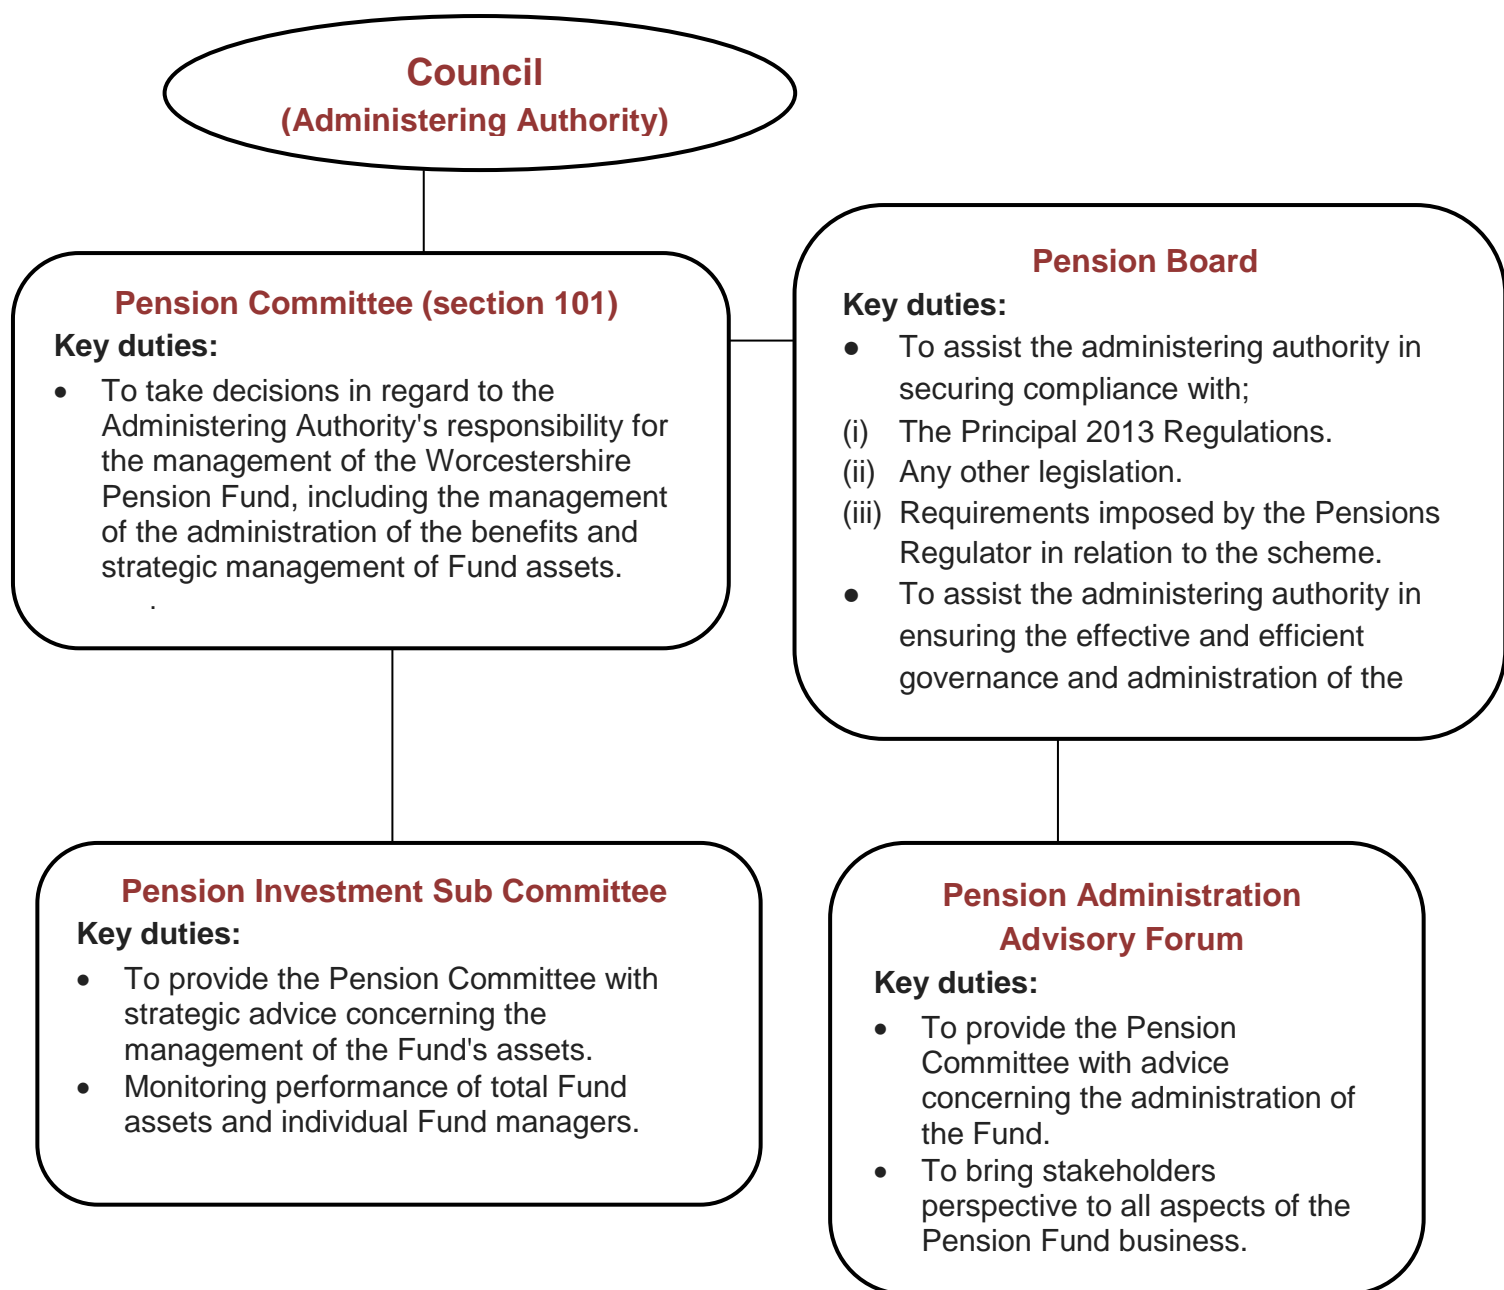 Council
(Administering Authority)
Pension Committee (section 101)
Key duties:
• To take decisions in regard to the
Administering Authority's responsibility for
the management of the Worcestershire
Pension Fund, including the management
of the administration of the benefits and
strategic management of Fund assets.
.
Pension Board
Key duties:
● To assist the administering authority in
securing compliance with;
(i) The Principal 2013 Regulations.
(ii) Any other legislation.
(iii) Requirements imposed by the Pensions
Regulator in relation to the scheme.
● To assist the administering authority in
ensuring the effective and efficient
governance and administration of the
Pension Investment Sub Committee
Key duties:
• To provide the Pension Committee with
strategic advice concerning the
management of the Fund's assets.
• Monitoring performance of total Fund
assets and individual Fund managers.
Pension Administration
Advisory Forum
Key duties:
• To provide the Pension
Committee with advice
concerning the administration of
the Fund.
• To bring stakeholders
perspective to all aspects of the
Pension Fund business.